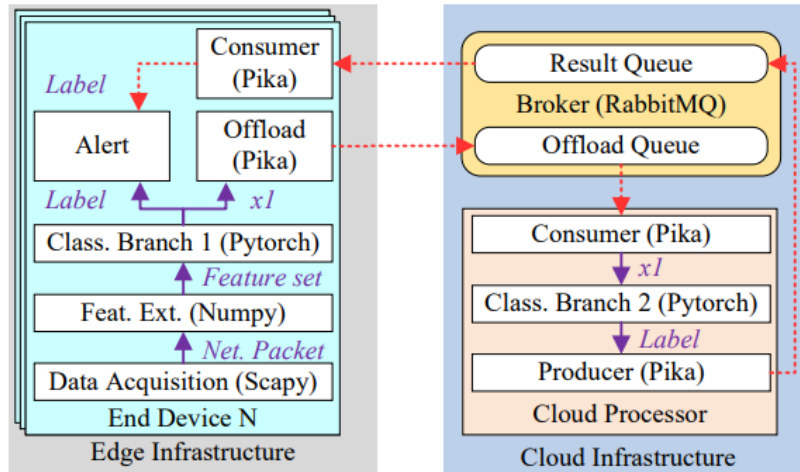 Consumer
(Pika)
Label
Alert
Offload
(Pika)
Label
x1
Class. Branch 1 (Pytorch)
Feature set
Feat. Ext. (Numpy)
Net. Packet
Data Acquisition (Scapy)
End Device N
Edge Infrastructure
Result Queue
Broker (RabbitMQ)
Offload Queue
Consumer (Pika)
x1
Class. Branch 2 (Pytorch)
Label
Producer (Pika)
Cloud Processor
Cloud Infrastructure